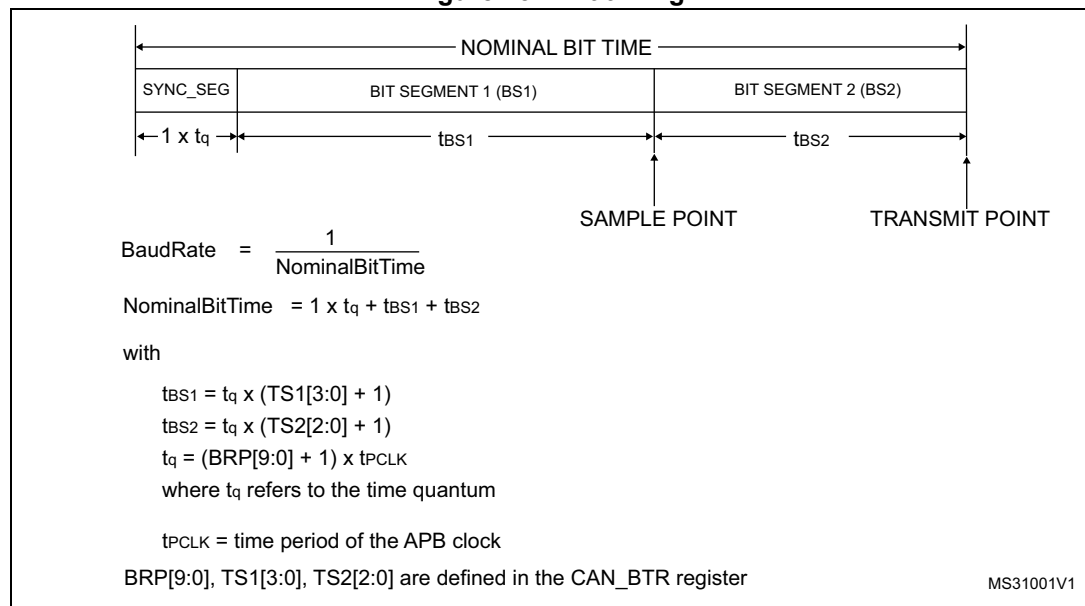 NOMINAL BIT TIME
SYNC_SEG
BIT SEGMENT 1 (BS1)
BIT SEGMENT 2 (BS2)
1 x tq
tBS1
tBS2
SAMPLE POINT
TRANSMIT POINT
BaudRate = 1
NominalBitTime
NominalBitTime = 1 x tq + tBS1 + tBS2
with
tBS1 = tq x (TS1[3:0] + 1)
tBS2 = tq x (TS2[2:0] + 1)
tq = (BRP[9:0] + 1) x tPCLK
where tq refers to the time quantum
tPCLK = time period of the APB clock
BRP[9:0], TS1[3:0], TS2[2:0] are defined in the CAN_BTR register
MS31001V1